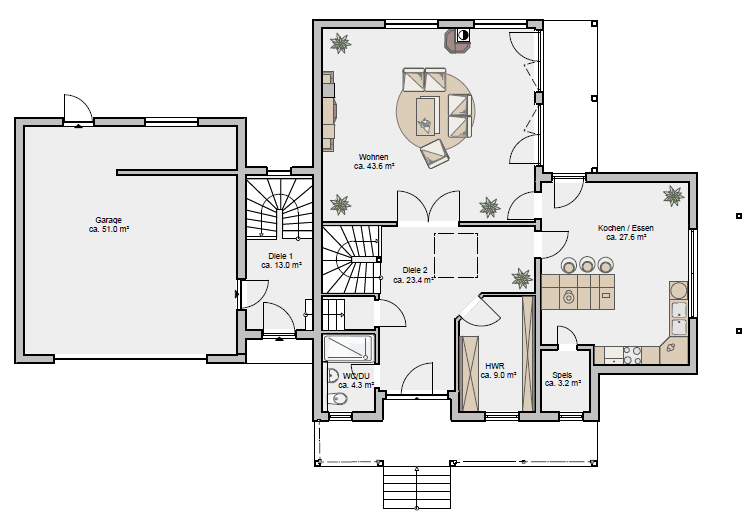 Wohnen
ca. 43.6 m²
Garage
ca. 51.0 m²
Kochen / Essen
ca. 27.6 m²
Diele 1
ca. 13.0 m²
Diele 2
ca. 23.4 m²
HWR
ca. 9.0 m²
WC/DU
ca. 4.3 m²
Speis
ca. 3.2 m²